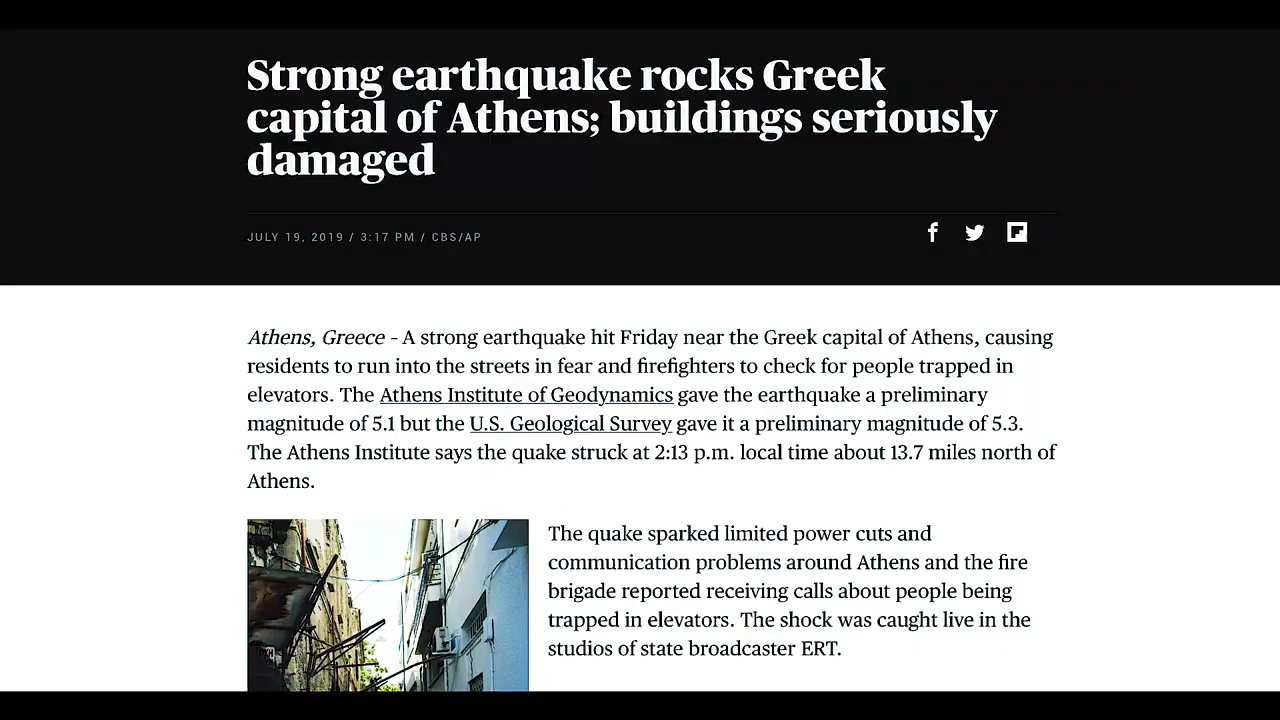 Strong earthquake rocks Greek
capital of Athens; buildings seriously
damaged
JULY 19, 2019 / 3:17 PM / CBS/AP
Athens, Greece – A strong earthquake hit Friday near the Greek capital of Athens, causing
residents to run into the streets in fear and firefighters to check for people trapped in
elevators. The Athens Institute of Geodynamics gave the earthquake a preliminary
magnitude of 5.1 but the U.S. Geological Survey gave it a preliminary magnitude of 5.3.
The Athens Institute says the quake struck at 2:13 p.m. local time about 13.7 miles north of
Athens.
The quake sparked limited power cuts and
communication problems around Athens and the fire
brigade reported receiving calls about people being
trapped in elevators. The shock was caught live in the
studios of state broadcaster ERT.